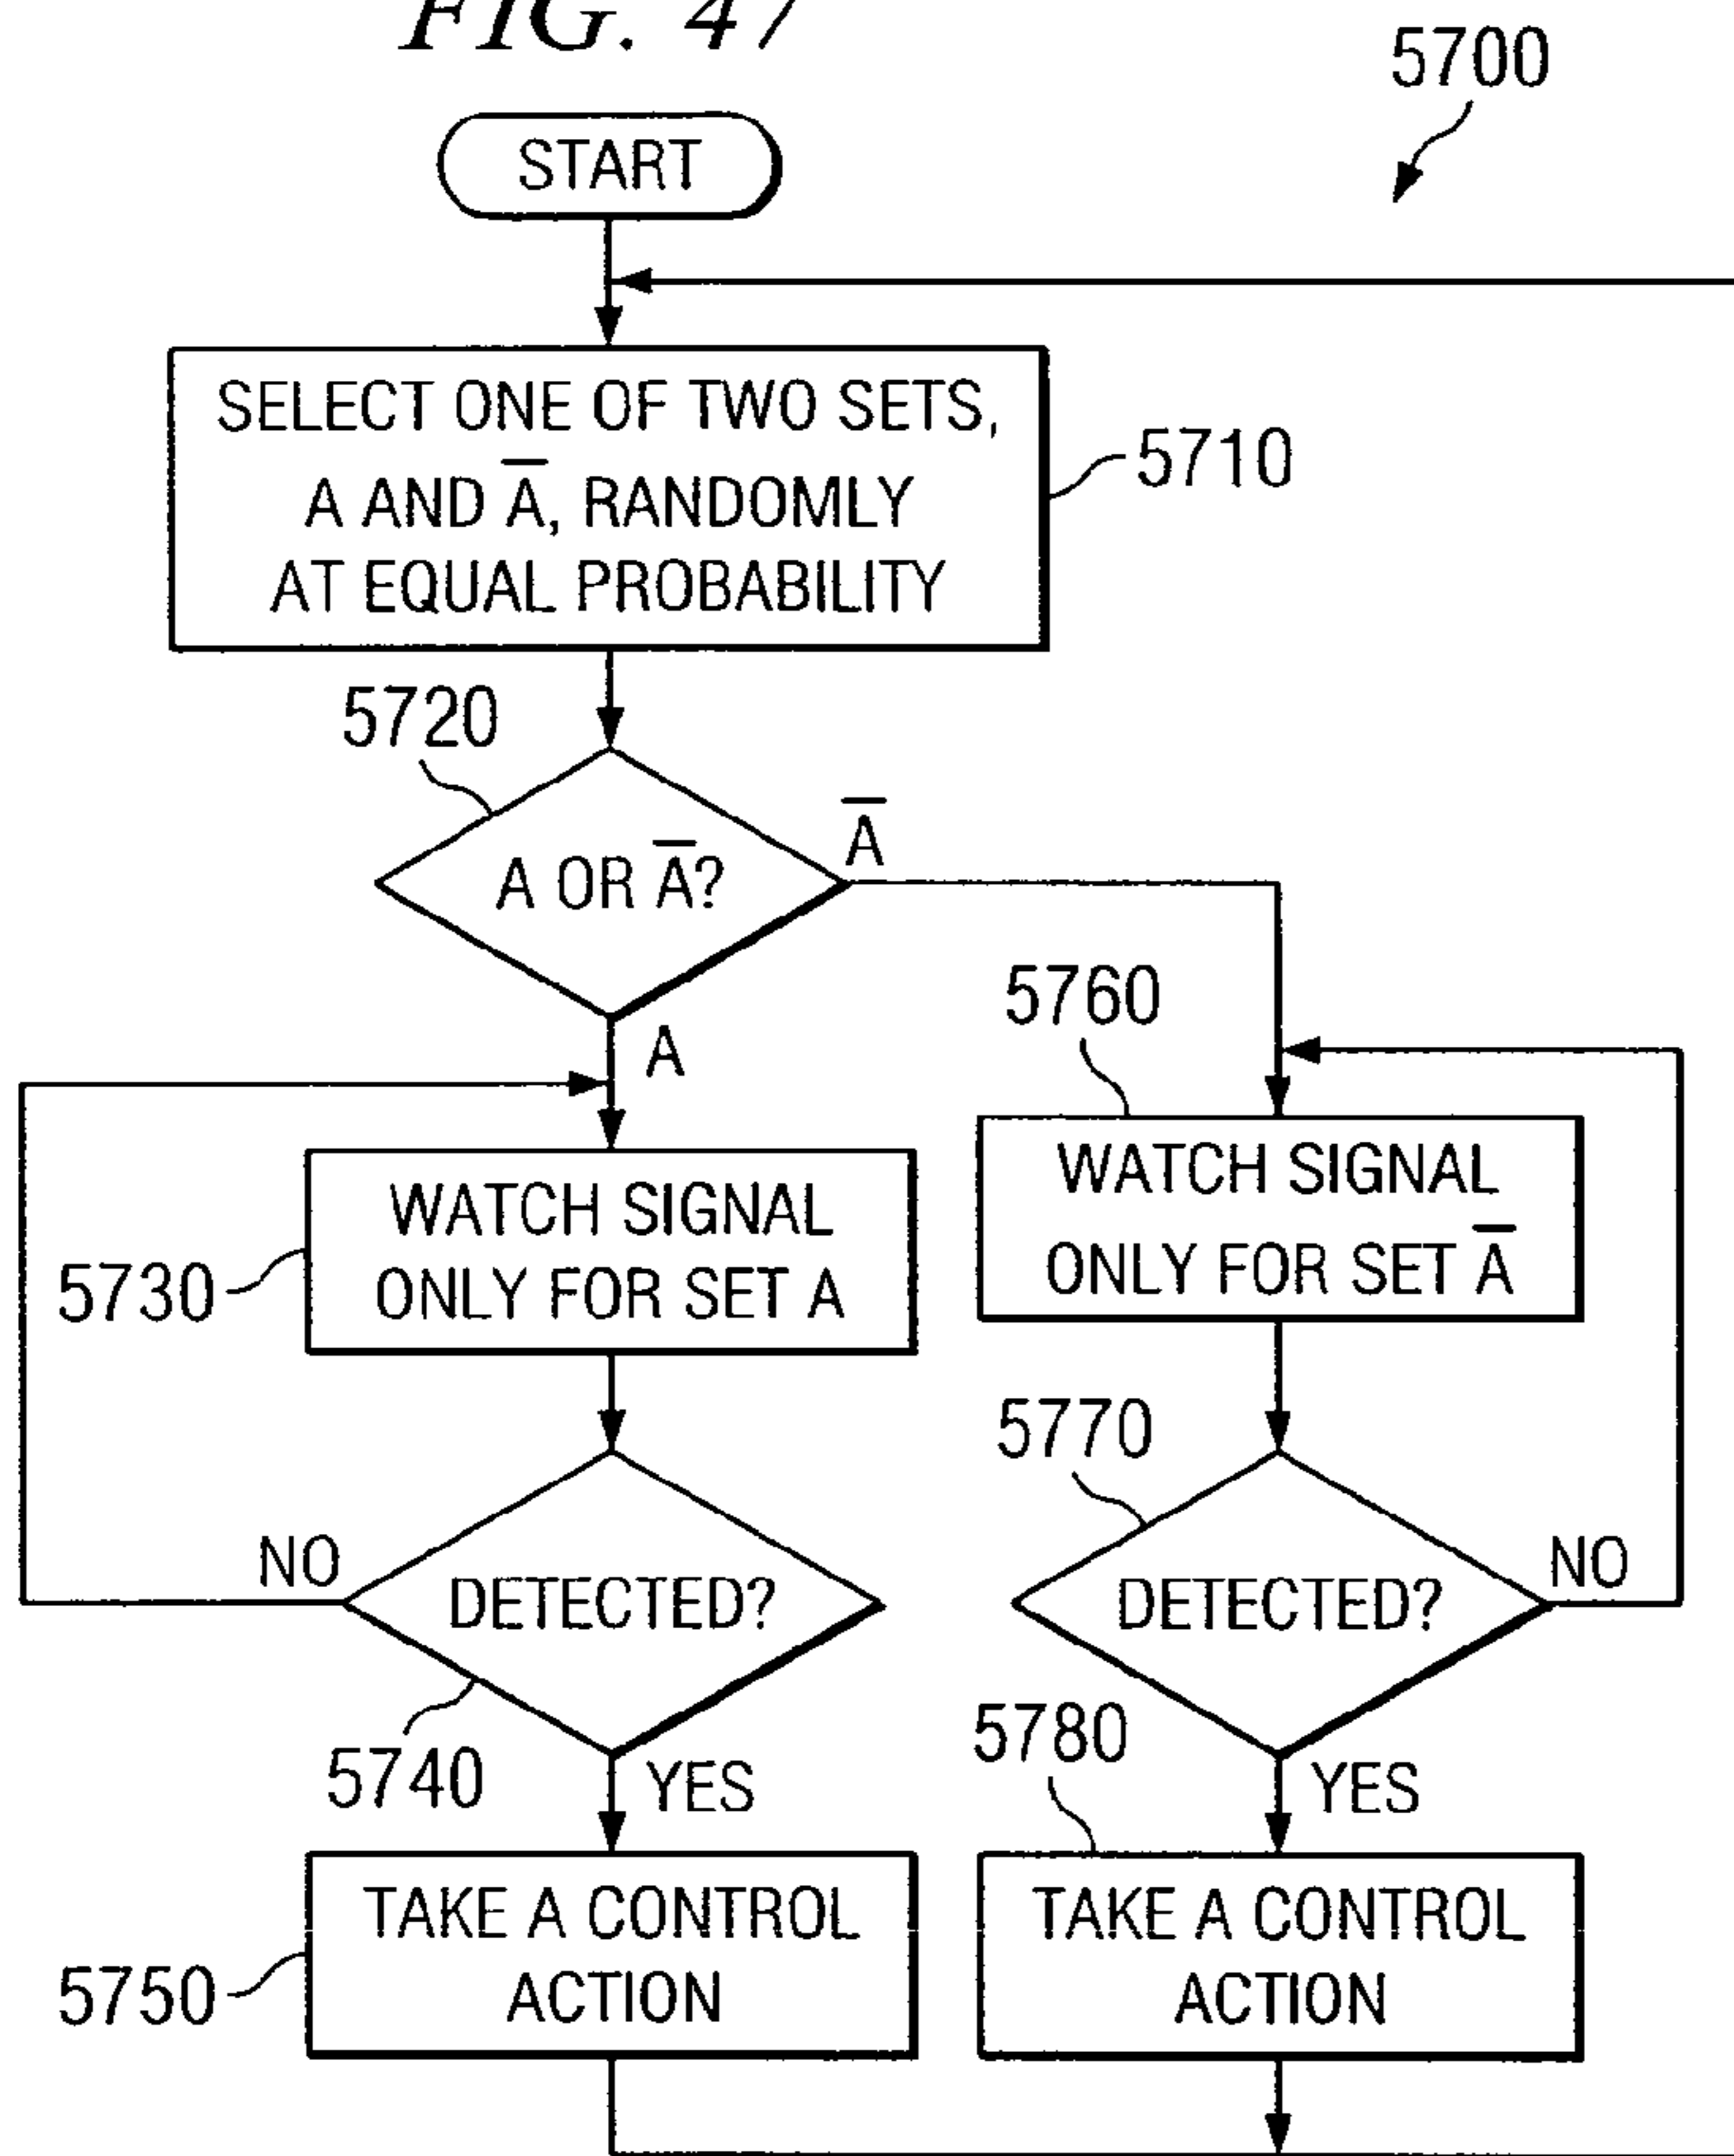 FIG. 47
5700
START
SELECT ONE OF TWO SETS,
A AND A̅, RANDOMLY
AT EQUAL PROBABILITY
5710
5720
A OR A̅?
A̅
A
5760
WATCH SIGNAL
ONLY FOR SET A
5730
WATCH SIGNAL
ONLY FOR SET A̅
5770
NO
DETECTED?
DETECTED?
NO
5740
YES
5780
YES
TAKE A CONTROL
ACTION
5750
TAKE A CONTROL
ACTION